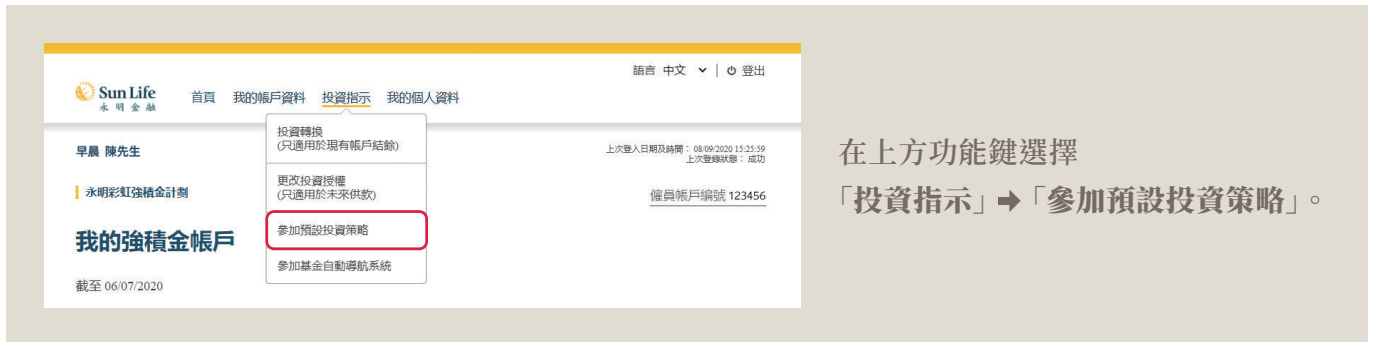 語言 中文 | 登出
Sun Life
永明金融
首頁 我的帳戶資料 投資指示 我的個人資料
投資轉換
(只適用於現有帳戶結餘)
更改投資授權
(只適用於未來供款)
參加預設投資策略
參加基金自動導航系統
早晨 陳先生
上次登入日期及時間: 08/09/2020 15:25:59
上次登錄狀態: 成功
永明彩虹強積金計劃
僱員帳戶編號 123456
我的強積金帳戶
截至 06/07/2020
在上方功能鍵選擇
「投資指示」➡「參加預設投資策略」。